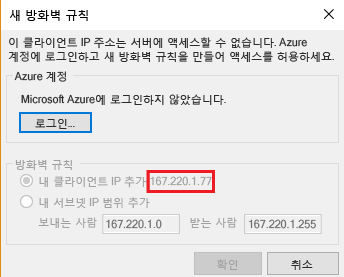 새 방화벽 규칙
이 클라이언트 IP 주소는 서버에 액세스할 수 없습니다. Azure
계정에 로그인하고 새 방화벽 규칙을 만들어 액세스를 허용하세요.
Azure 계정
Microsoft Azure에 로그인하지 않았습니다.
로그인...
방화벽 규칙
내 클라이언트 IP 추가 167.220.1.77
내 서브넷 IP 범위 추가
보내는 사람 167.220.1.0 받는 사람 167.220.1.255
확인 취소